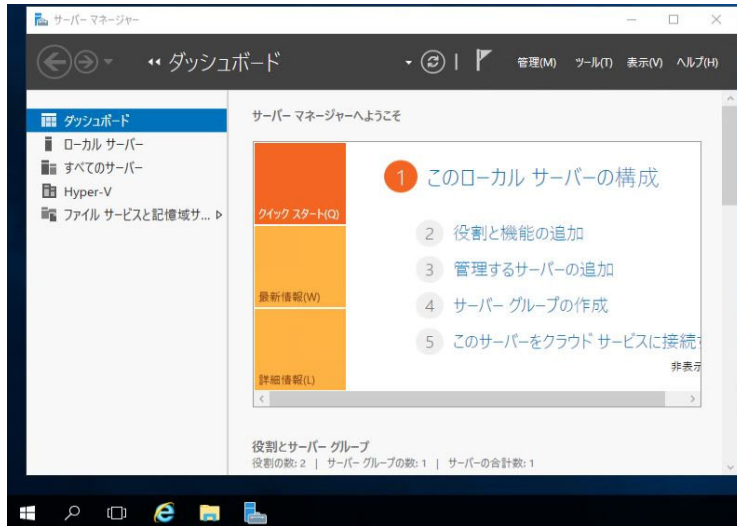 サーバー マネージャー
◂◂ ダッシュボード
管理(M) ツール(T) 表示(V) ヘルプ(H)
ダッシュボード
ローカル サーバー
すべてのサーバー
Hyper-V
ファイル サービスと記憶域サ...
サーバー マネージャーへようこそ
クイック スタート(Q)
最新情報(W)
詳細情報(L)
1 このローカル サーバーの構成
2 役割と機能の追加
3 管理するサーバーの追加
4 サーバー グループの作成
5 このサーバーをクラウド サービスに接続
非表示
役割とサーバー グループ
役割の数: 2 | サーバー グループの数: 1 | サーバーの合計数: 1